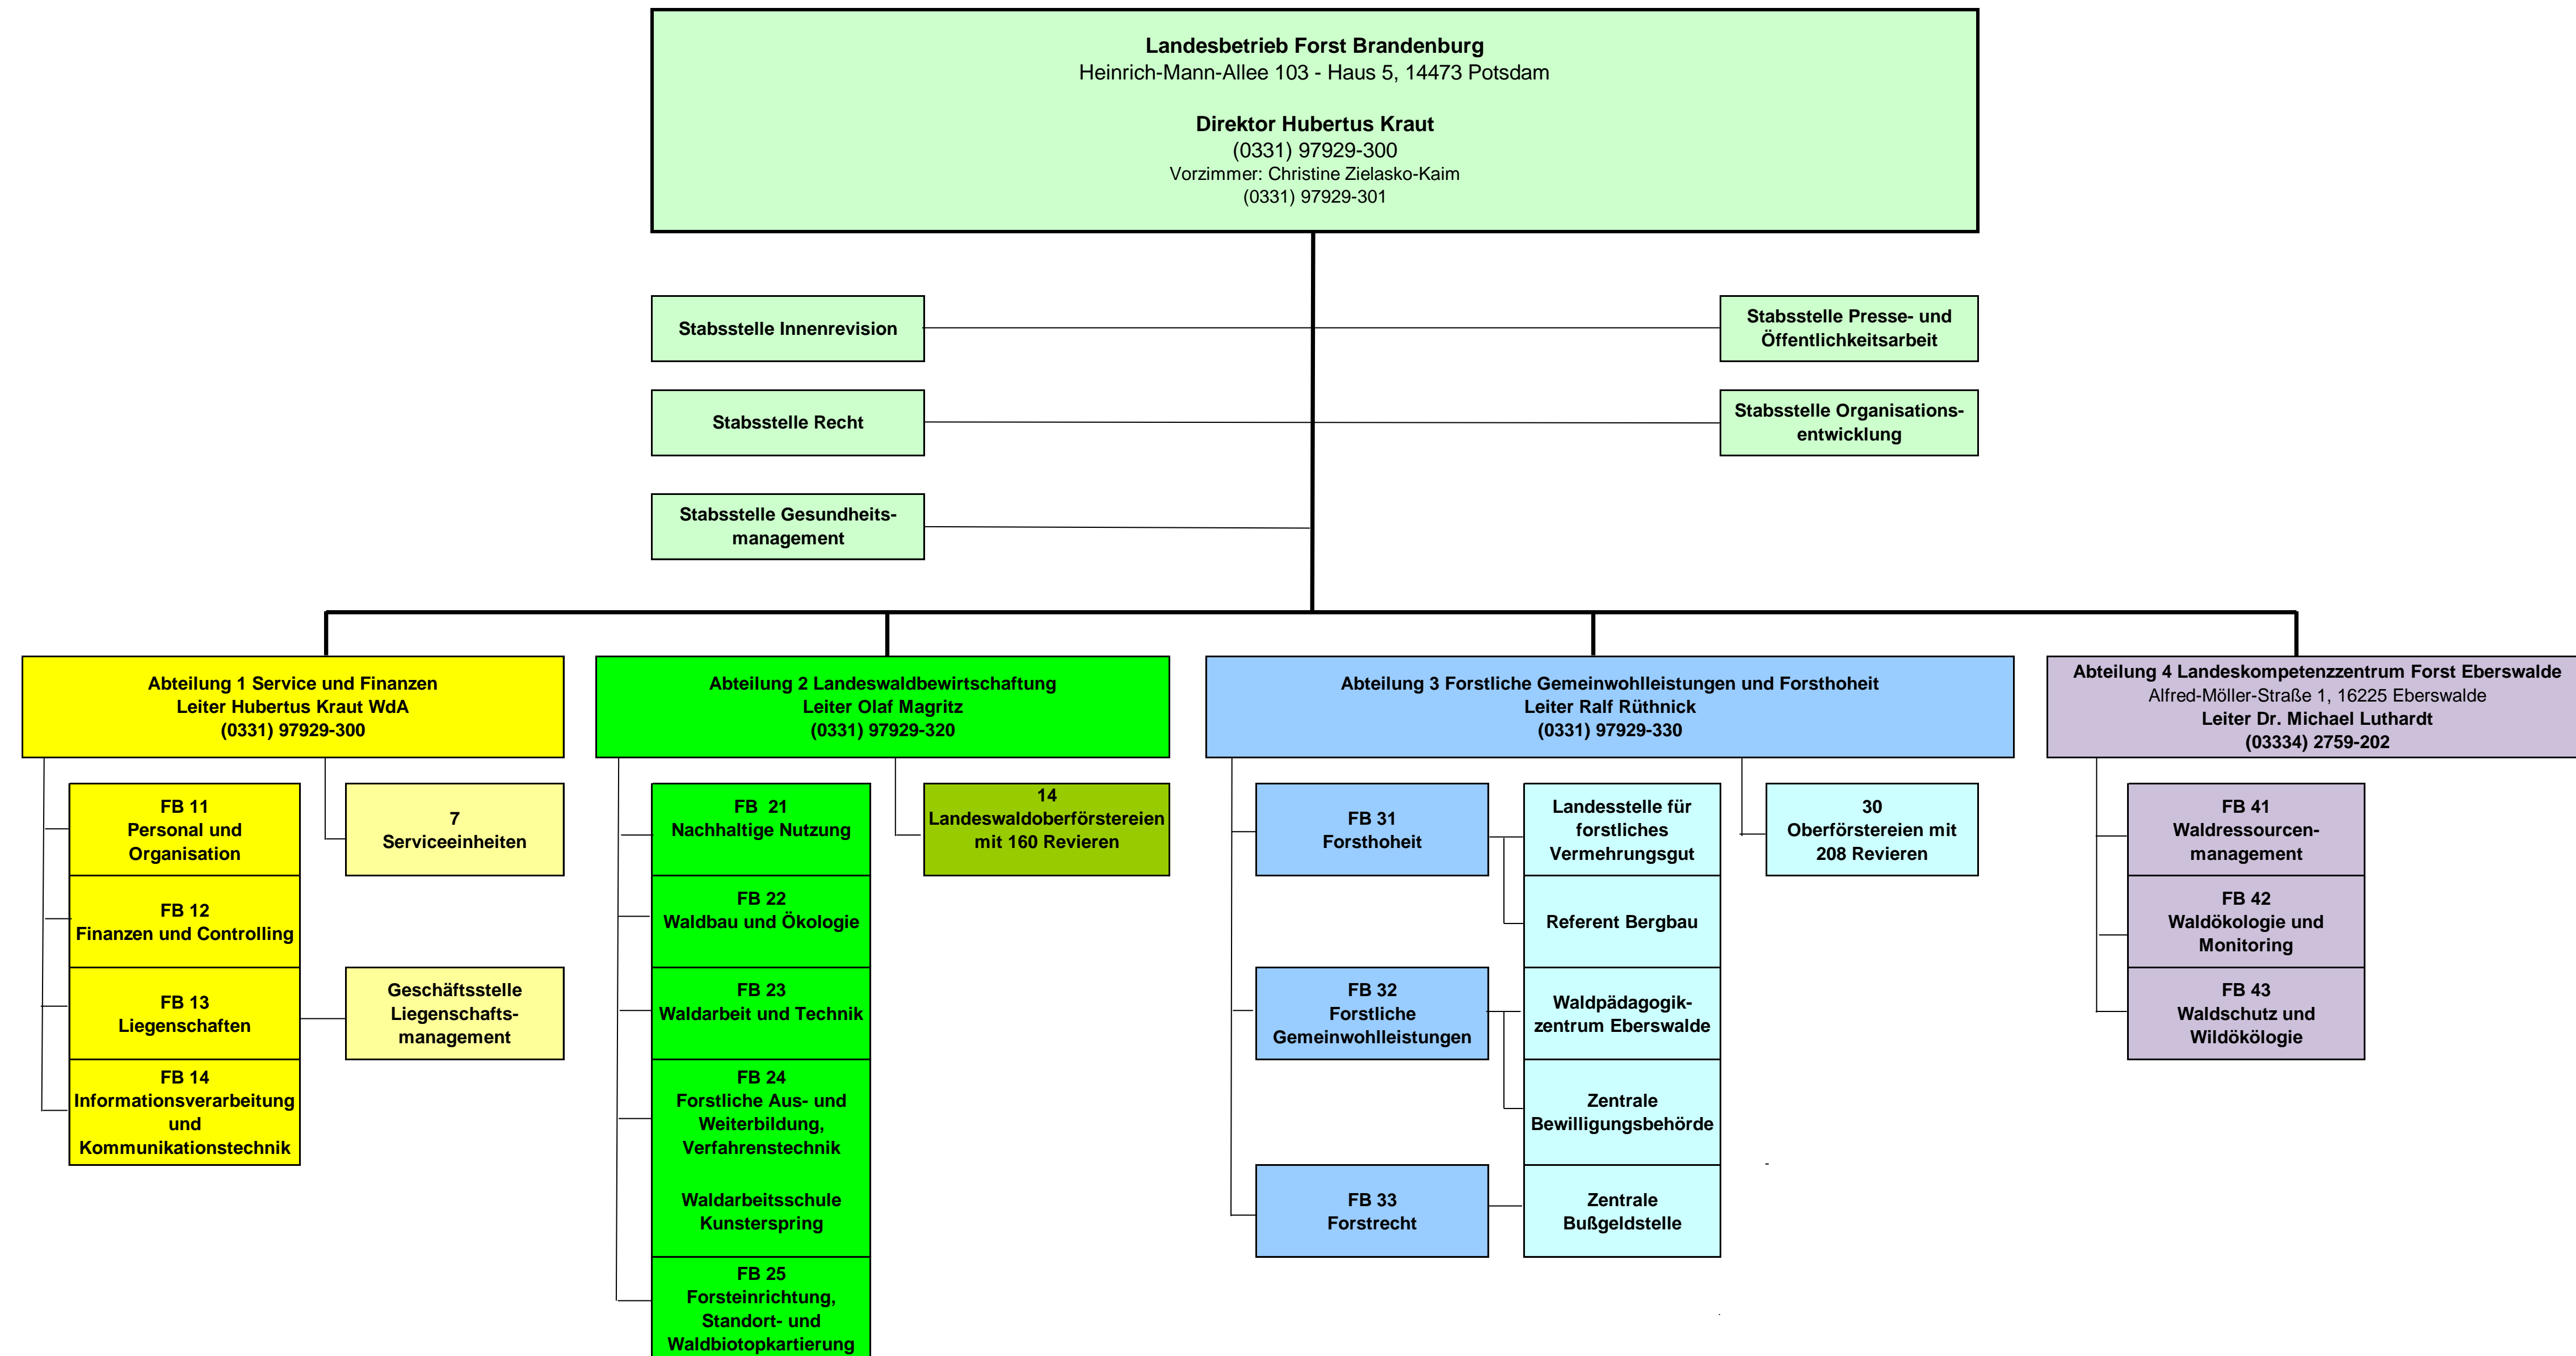 Landesbetrieb Forst Brandenburg
Heinrich-Mann-Allee 103 - Haus 5, 14473 Potsdam
Direktor Hubertus Kraut
(0331) 97929-300
Vorzimmer: Christine Zielasko-Kaim
(0331) 97929-301
Stabsstelle Innenrevision
Stabsstelle Presse- und
Öffentlichkeitsarbeit
Stabsstelle Recht
Stabsstelle Organisations-
entwicklung
Stabsstelle Gesundheits-
management
Abteilung 1 Service und Finanzen
Leiter Hubertus Kraut WdA
(0331) 97929-300
FB 11
Personal und
Organisation
7
Serviceeinheiten
FB 12
Finanzen und Controlling
FB 13
Liegenschaften
Geschäftsstelle
Liegenschafts-
management
FB 14
Informationsverarbeitung
und
Kommunikationstechnik
Abteilung 2 Landeswaldbewirtschaftung
Leiter Olaf Magritz
(0331) 97929-320
FB  21
Nachhaltige Nutzung
14
Landeswaldoberförstereien
mit 160 Revieren
FB 22
Waldbau und Ökologie
FB 23
Waldarbeit und Technik
FB 24
Forstliche Aus- und
Weiterbildung,
Verfahrenstechnik
Waldarbeitsschule
Kunsterspring
FB 25
Forsteinrichtung,
Standort- und
Waldbiotopkartierung
Abteilung 3 Forstliche Gemeinwohlleistungen und Forsthoheit
Leiter Ralf Rüthnick
(0331) 97929-330
FB 31
Forsthoheit
Landesstelle für
forstliches
Vermehrungsgut
30
Oberförstereien mit
208 Revieren
Referent Bergbau
FB 32
Forstliche
Gemeinwohlleistungen
Waldpädagogik-
zentrum Eberswalde
Zentrale
Bewilligungsbehörde
-
FB 33
Forstrecht
Zentrale
Bußgeldstelle
Abteilung 4 Landeskompetenzzentrum Forst Eberswalde
Alfred-Möller-Straße 1, 16225 Eberswalde
Leiter Dr. Michael Luthardt
(03334) 2759-202
FB 41
Waldressourcen-
management
FB 42
Waldökologie und
Monitoring
FB 43
Waldschutz und
Wildökölogie